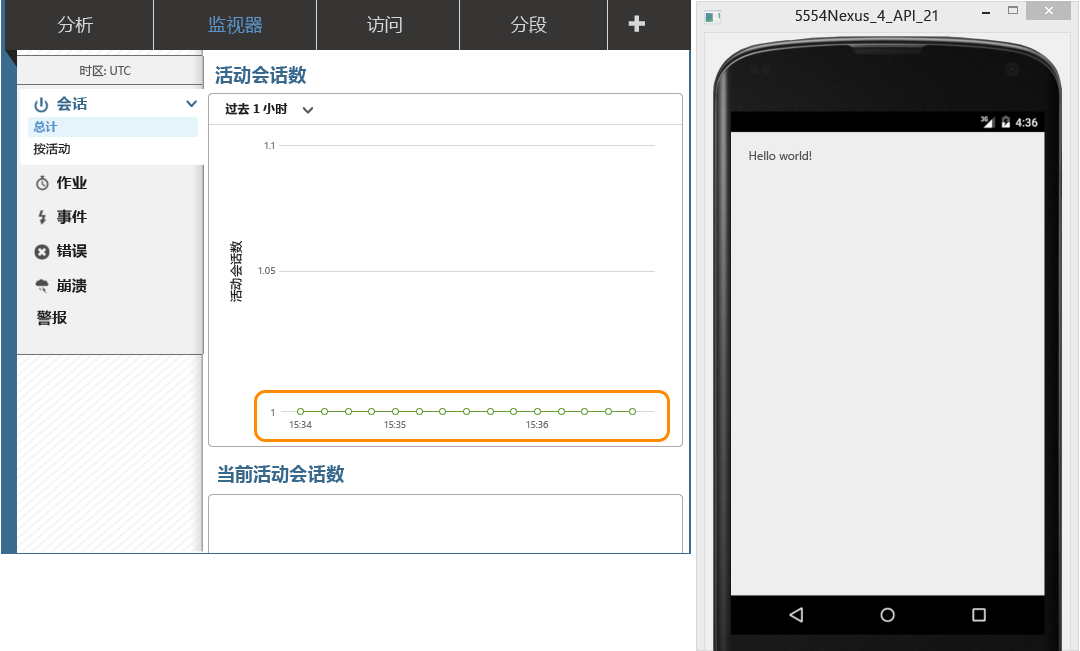 分析
监视器
访问
分段
时区: UTC
会话
总计
按活动
作业
事件
错误
崩溃
警报
活动会话数
过去 1 小时
1.1
1.05
1
活动会话数
15:34
15:35
15:36
当前活动会话数
5554Nexus_4_API_21
3G
4:36
Hello world!